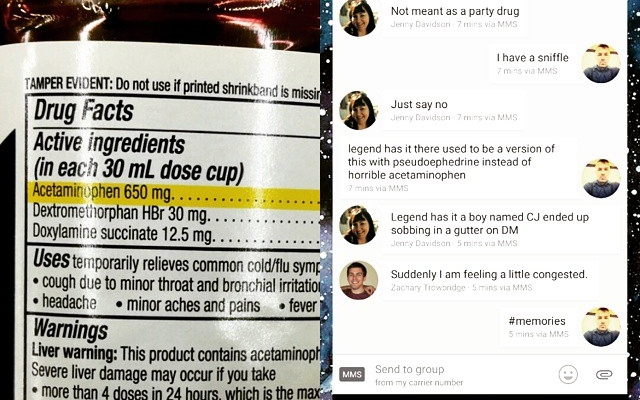 TAMPER EVIDENT: Do not use if printed shrinkband is missin
Drug Facts
Active ingredients
(in each 30 mL dose cup)
Acetaminophen 650 mg
Dextromethorphan HBr 30 mg
Doxylamine succinate 12.5 mg
Uses temporarily relieves common cold/flu symp
• cough due to minor throat and bronchial irritatio
• headache • minor aches and pains • fever
Warnings
Liver warning: This product contains acetaminoph
Severe liver damage may occur if you take
• more than 4 doses in 24 hours, which is the max
Not meant as a party drug
Jenny Davidson · 7 mins via MMS
I have a sniffle
7 mins via MMS
Just say no
Jenny Davidson · 7 mins via MMS
legend has it there used to be a version of
this with pseudoephedrine instead of
horrible acetaminophen
7 mins via MMS
Legend has it a boy named CJ ended up
sobbing in a gutter on DM
Jenny Davidson · 5 mins via MMS
Suddenly I am feeling a little congested.
Zachary Trowbridge · 5 mins via MMS
#memories
5 mins via MMS
MMS
Send to group
from my carrier number